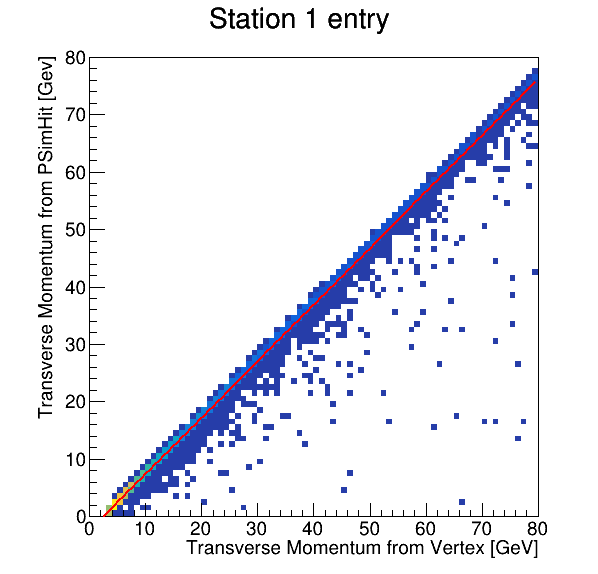 Station 1 entry
Transverse Momentum from PSimHit [Gev]
80
70
60
50
40
30
20
10
0
0 10 20 30 40 50 60 70 80
Transverse Momentum from Vertex [GeV]